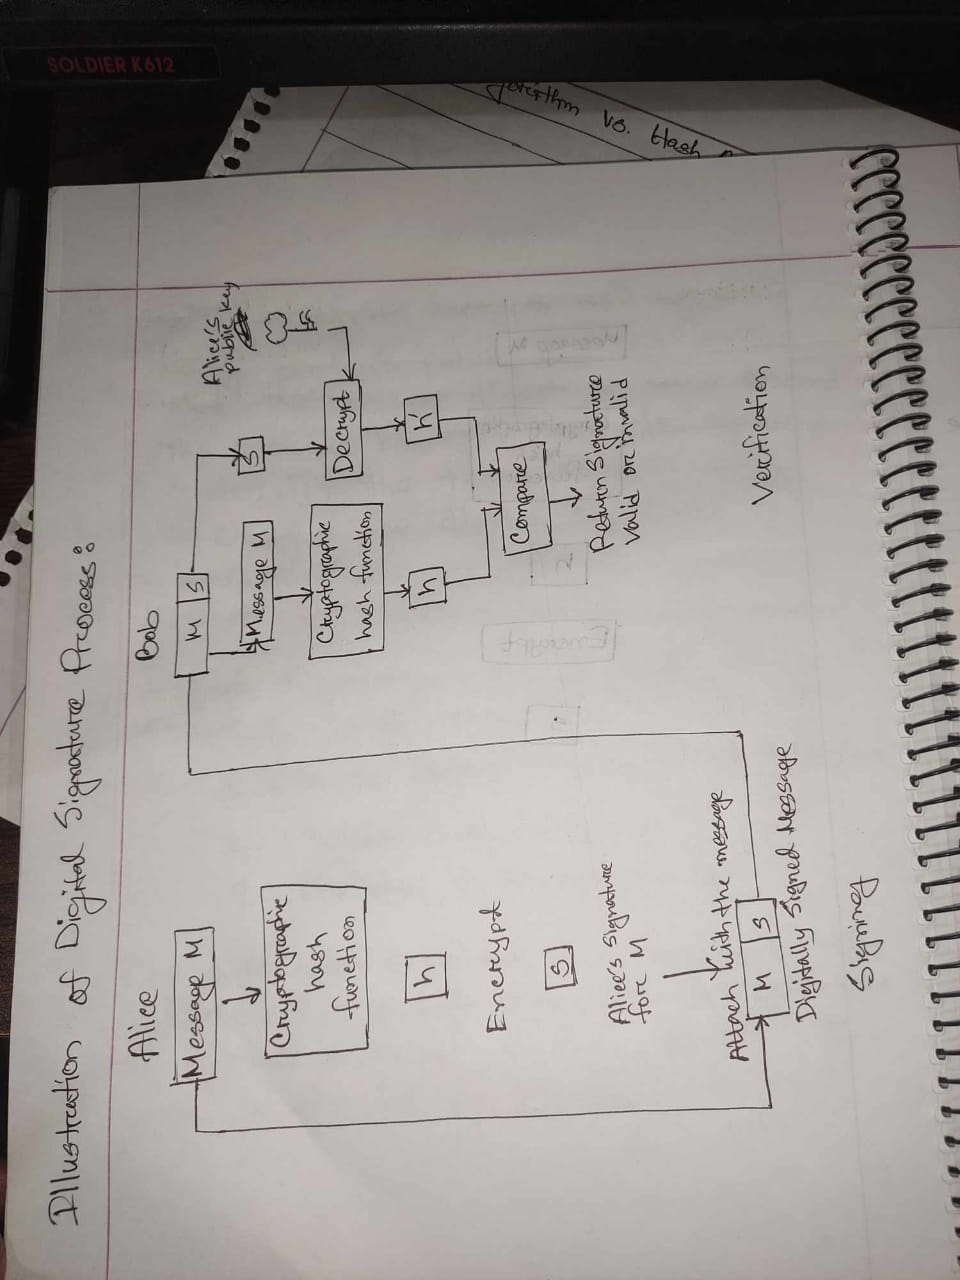 SOLDIER K612
vs. Hash
Illustration of Digital Signature Process:
Alice
Message M
Cryptographic
hash
function
h
Encrypt
S
Alice's Signature
for M
Attach with the message
M S
Digitally Signed Message
Signing
Bob
M S
Message M
Cryptographic
hash function
h
S
Alice's
public key
Decrypt
h'
Compare
Return Signature
valid or invalid
Verification